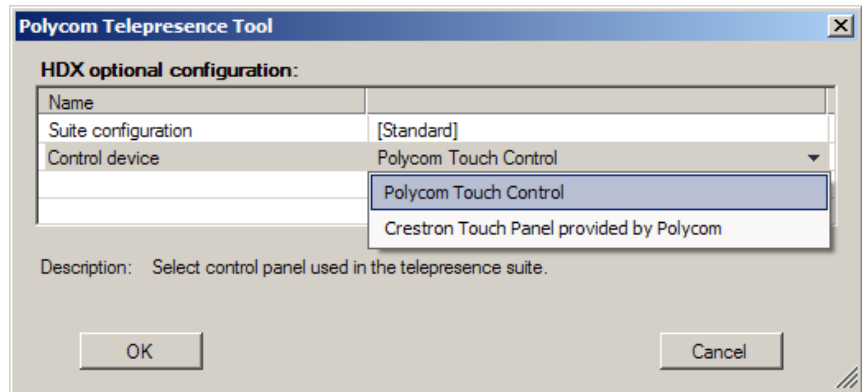 Polycom Telepresence Tool
HDX optional configuration:
Name
Suite configuration [Standard]
Control device Polycom Touch Control
Polycom Touch Control
Crestron Touch Panel provided by Polycom
Description: Select control panel used in the telepresence suite.
OK Cancel